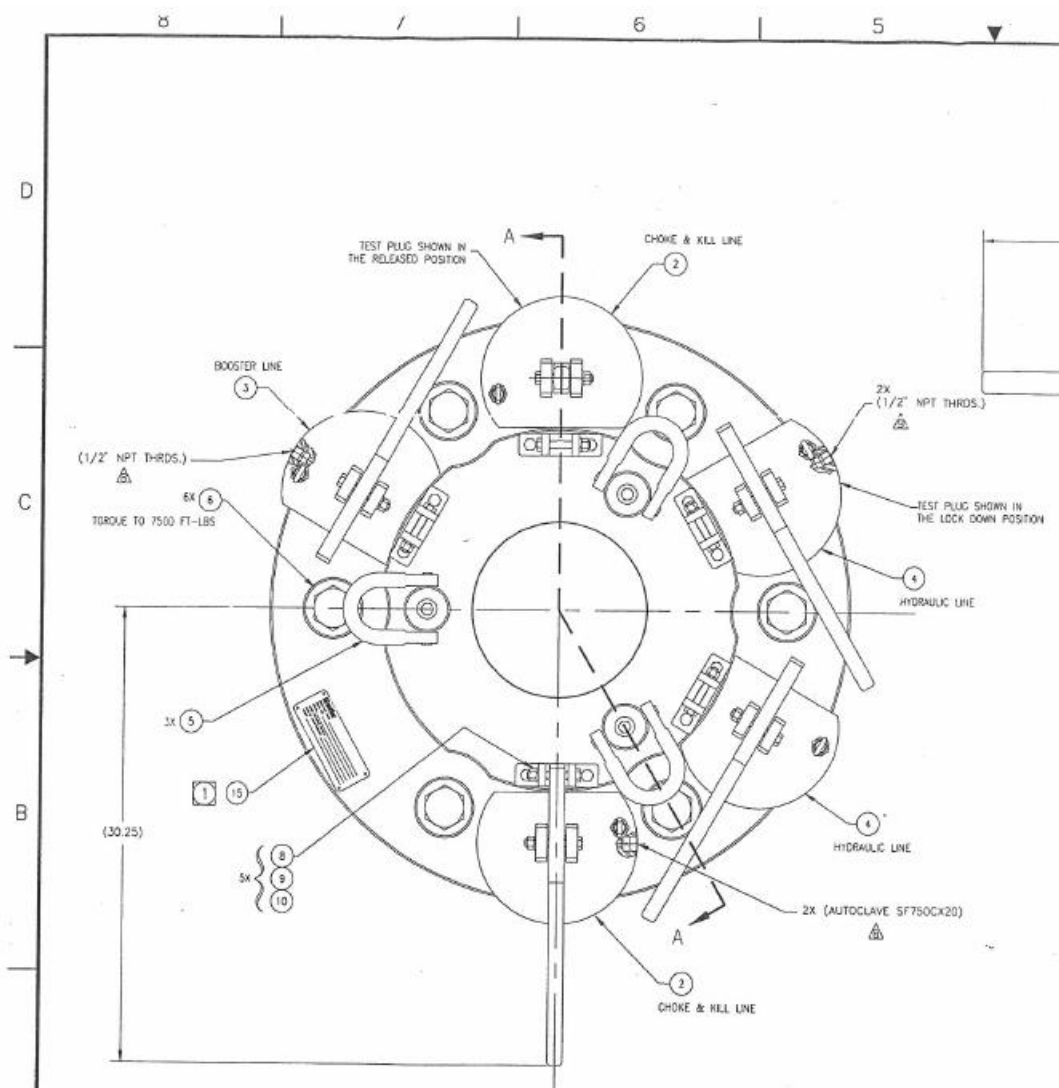 8 7 6 5
D
C
B
A
CHOKE & KILL LINE
2
TEST PLUG SHOWN IN
THE RELEASED POSITION
BOOSTER LINE
3
(1/2" NPT THRDS.)
6X 6
TORQUE TO 7500 FT-LBS
2X
(1/2" NPT THRDS.)
TEST PLUG SHOWN IN
THE LOCK DOWN POSITION
4
HYDRAULIC LINE
3X 5
1 15
(30.25)
5X
8
9
10
4
HYDRAULIC LINE
2X (AUTOCLAVE SF750CX20)
A
2
CHOKE & KILL LINE